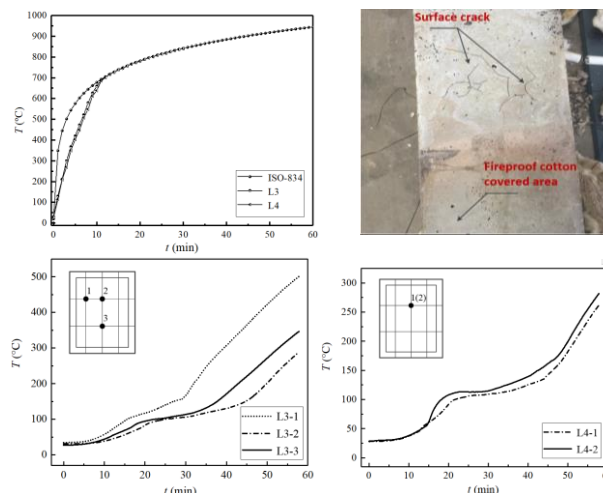 1000
900
800
700
600
500
400
300
200
100
0
T (°C)
ISO-834
L3
L4
0 10 20 30 40 50 60
t (min)
Surface crack
Fireproof cotton
covered area
500
400
300
200
100
0
T (°C)
1 2
3
L3-1
L3-2
L3-3
0 10 20 30 40 50 60
t (min)
300
250
200
150
100
50
0
T (°C)
1(2)
L4-1
L4-2
0 10 20 30 40 50 60
t (min)